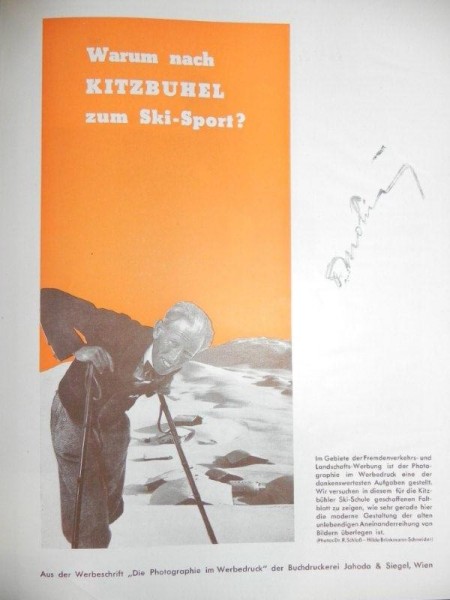 Warum nach
KITZBUHEL
zum Ski-Sport?
Im Gebiete der Fremdenverkehrs- und
Landschafts-Werbung ist der Photo-
graphie im Werbedruck eine der
dankenswertesten Aufgaben gestellt.
Wir versuchen in diesem für die Kitz-
bühler Ski-Schule geschaffenen Falt-
blatt zu zeigen, wie sehr gerade hier
die moderne Gestaltung der alten
unlebendigen Aneinanderreihung von
Bildern überlegen ist.
Aus der Werbeschrift „Die Photographie im Werbedruck" der Buchdruckerei Jahoda & Siegel, Wien